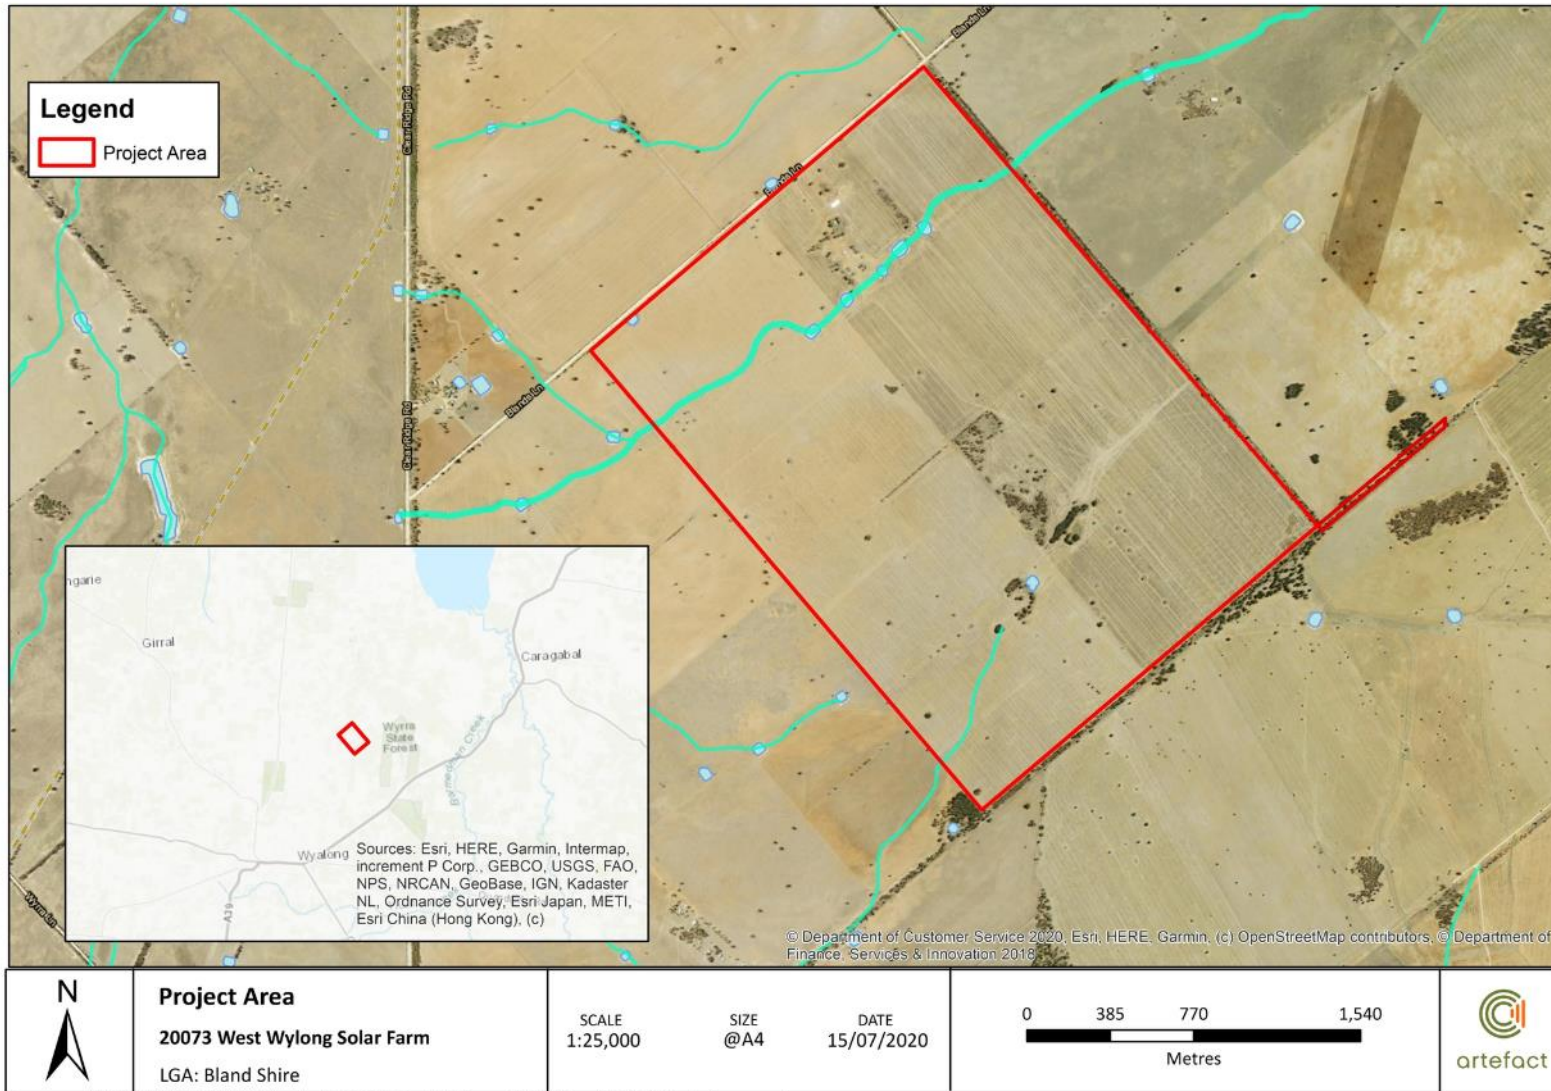 Legend
Project Area
Blands Ln
Clear Ridge Rd
Blands Ln
Blands Ln
Clear Ridge Rd
ngarie
Girral
Caragabal
Wyrra
State
Forest
Creek
Wyalong
A39
Sources: Esri, HERE, Garmin, Intermap,
increment P Corp., GEBCO, USGS, FAO,
NPS, NRCAN, GeoBase, IGN, Kadaster
NL, Ordnance Survey, Esri Japan, METI,
Esri China (Hong Kong), (c)
Wyrra Ln
© Department of Customer Service 2020, Esri, HERE, Garmin, (c) OpenStreetMap contributors, © Department of
Finance, Services & Innovation 2018
N
Project Area
20073 West Wylong Solar Farm
LGA: Bland Shire
SCALE
1:25,000
SIZE
@A4
DATE
15/07/2020
0 385 770 1,540
Metres
artefact